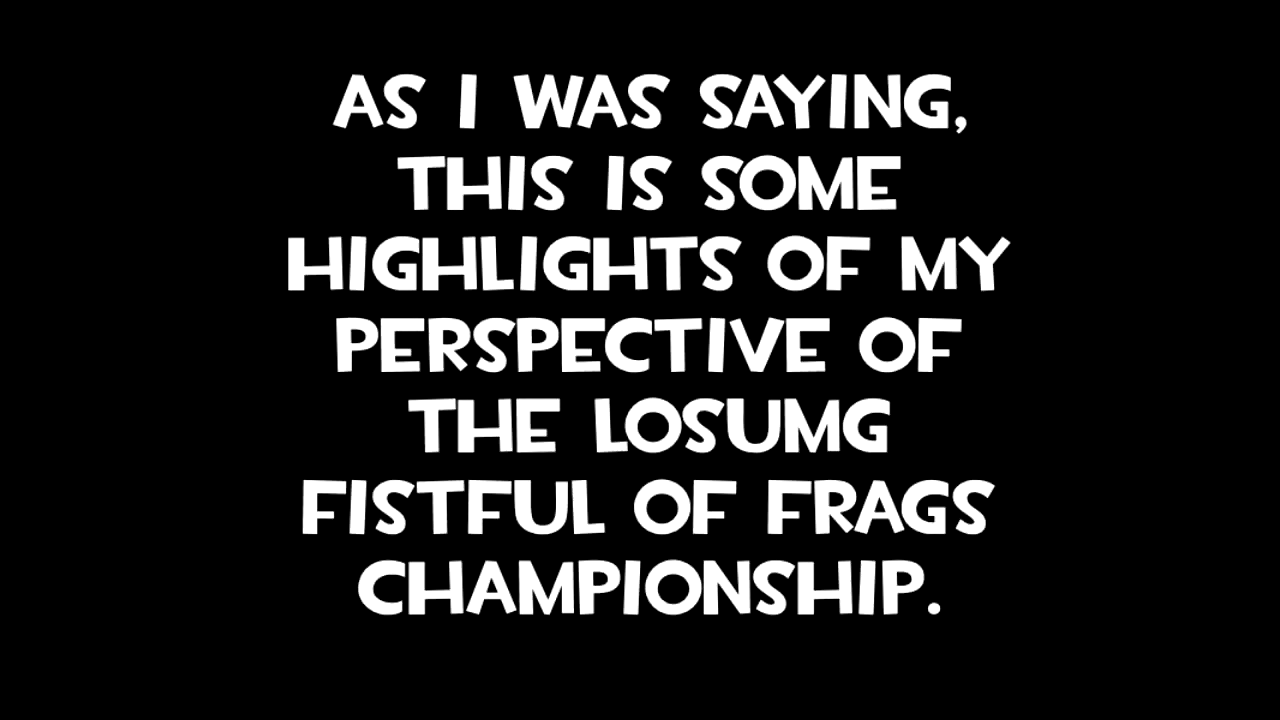 AS I WAS SAYING,
THIS IS SOME
HIGHLIGHTS OF MY
PERSPECTIVE OF
THE LOSUMG
FISTFUL OF FRAGS
CHAMPIONSHIP.